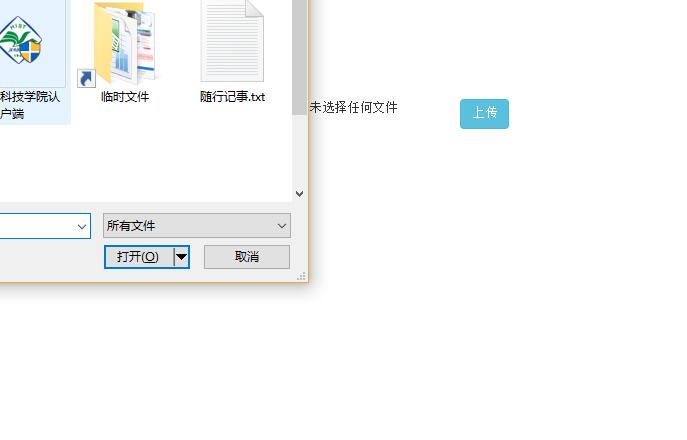 科技学院认
户端
临时文件
随行记事.txt
未选择任何文件
上传
所有文件
打开(O)
取消